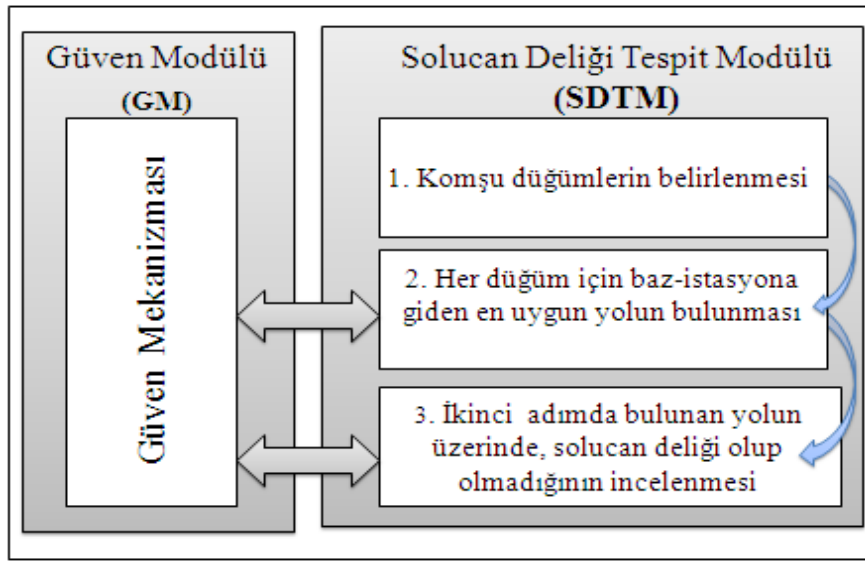 Güven Modülü
(GM)
Güven Mekanizması
Solucan Deliği Tespit Modülü
(SDTM)
1. Komşu düğümlerin belirlenmesi
2. Her düğüm için baz-istasyona
giden en uygun yolun bulunması
3. İkinci adımda bulunan yolun
üzerinde, solucan deliği olup
olmadığının incelenmesi